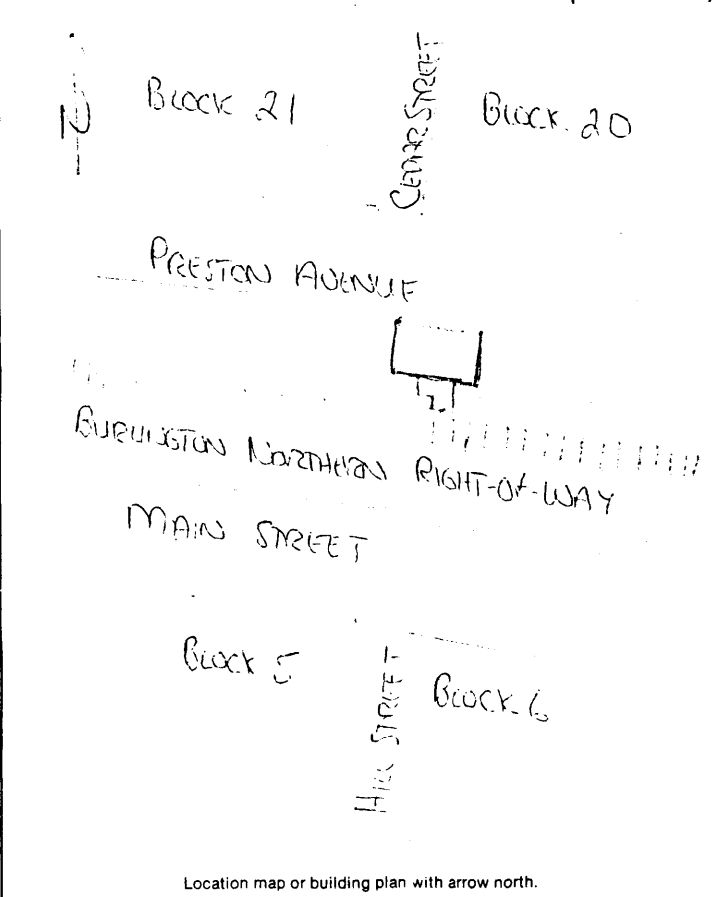 N
BLOCK 21
CEDAR STREET
BLOCK 20
PRESTON AVENUE
BURLINGTON NORTHERN RIGHT-OF-WAY
MAIN STREET
BLOCK 5
HILL STREET
BLOCK 6
Location map or building plan with arrow north.